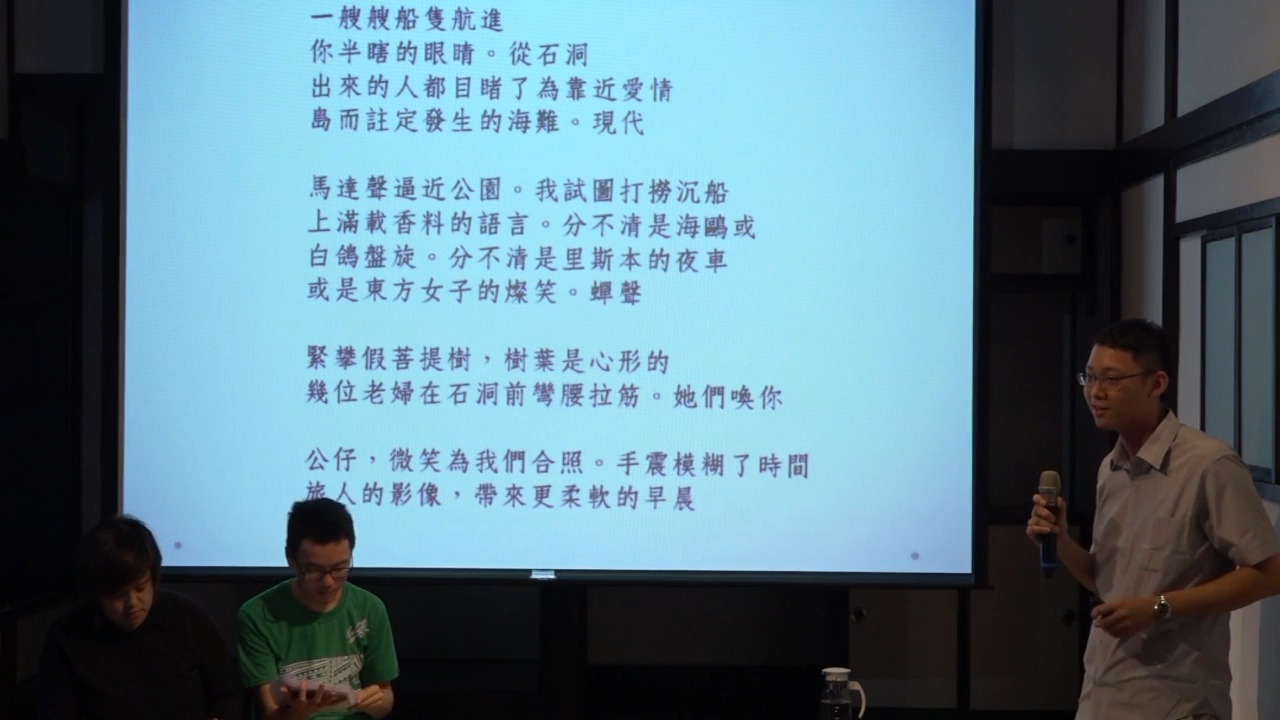 一艘艘船隻航進
你半瞎的眼睛。從石洞
出來的人都目睹了為靠近愛情
島而註定發生的海難。現代
馬達聲逼近公園。我試圖打撈沉船
上滿載香料的語言。分不清是海鷗或
白鴿盤旋。分不清是里斯本的夜車
或是東方女子的燦笑。蟬聲
緊攀假菩提樹，樹葉是心形的
幾位老婦在石洞前彎腰拉筋。她們喚你
公仔，微笑為我們合照。手震模糊了時間
旅人的影像，帶來更柔軟的早晨